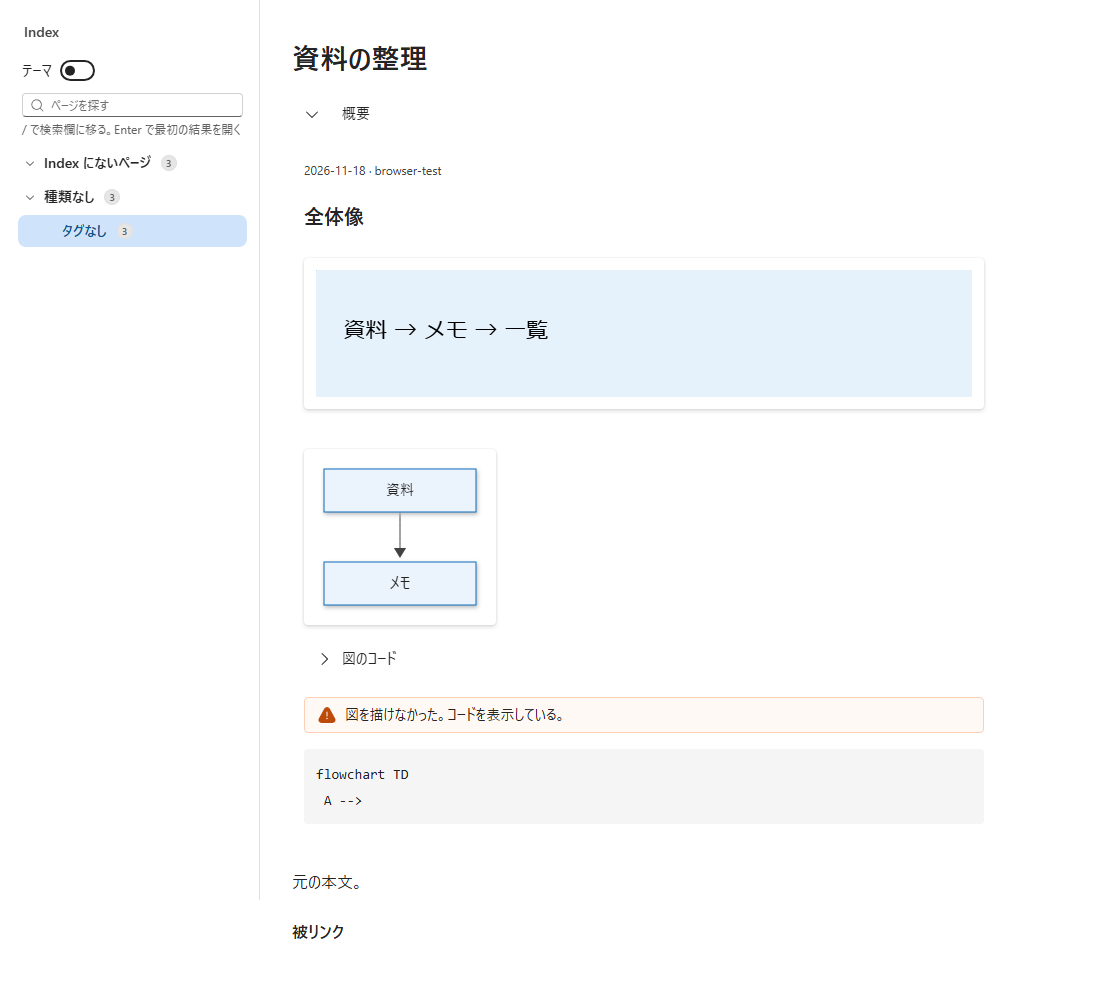 Index
テーマ
ページを探す
/ で検索欄に移る。Enter で最初の結果を開く
Index にないページ 3
種類なし 3
タグなし 3
資料の整理
概要
2026-11-18 · browser-test
全体像
資料 → メモ → 一覧
資料
メモ
図のコード
図を描けなかった。コードを表示している。
flowchart TD
A -->
元の本文。
被リンク